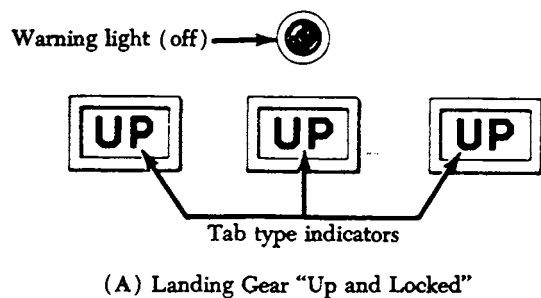 Warning light (off)
UP UP UP
Tab type indicators
(A) Landing Gear "Up and Locked"